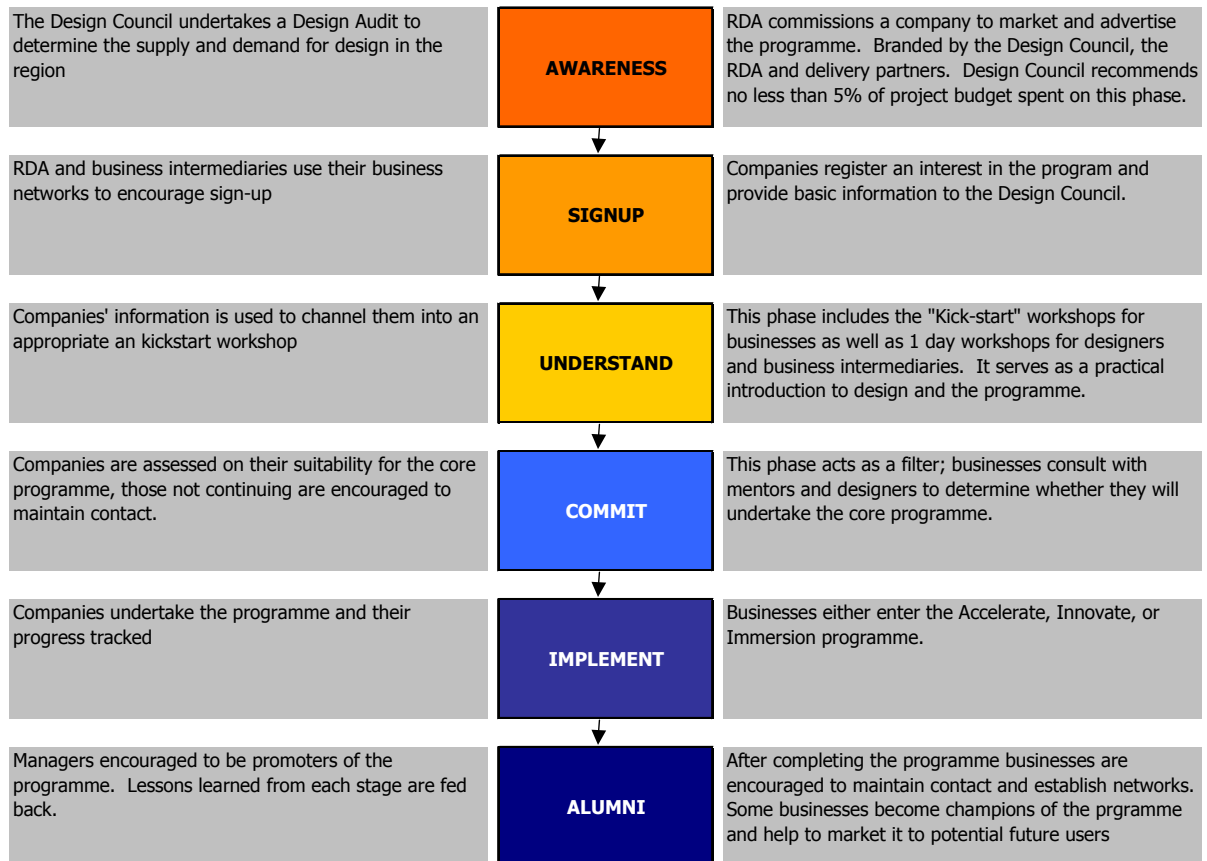 The Design Council undertakes a Design Audit to
determine the supply and demand for design in the
region
AWARENESS
RDA commissions a company to market and advertise
the programme.  Branded by the Design Council, the
RDA and delivery partners.  Design Council recommends
no less than 5% of project budget spent on this phase.
RDA and business intermediaries use their business
networks to encourage sign-up
SIGNUP
Companies register an interest in the program and
provide basic information to the Design Council.
Companies' information is used to channel them into an
appropriate an kickstart workshop
UNDERSTAND
This phase includes the "Kick-start" workshops for
businesses as well as 1 day workshops for designers
and business intermediaries.  It serves as a practical
introduction to design and the programme.
Companies are assessed on their suitability for the core
programme, those not continuing are encouraged to
maintain contact.
COMMIT
This phase acts as a filter; businesses consult with
mentors and designers to determine whether they will
undertake the core programme.
Companies undertake the programme and their
progress tracked
IMPLEMENT
Businesses either enter the Accelerate, Innovate, or
Immersion programme.
Managers encouraged to be promoters of the
programme.  Lessons learned from each stage are fed
back.
ALUMNI
After completing the programme businesses are
encouraged to maintain contact and establish networks.
Some businesses become champions of the prgramme
and help to market it to potential future users